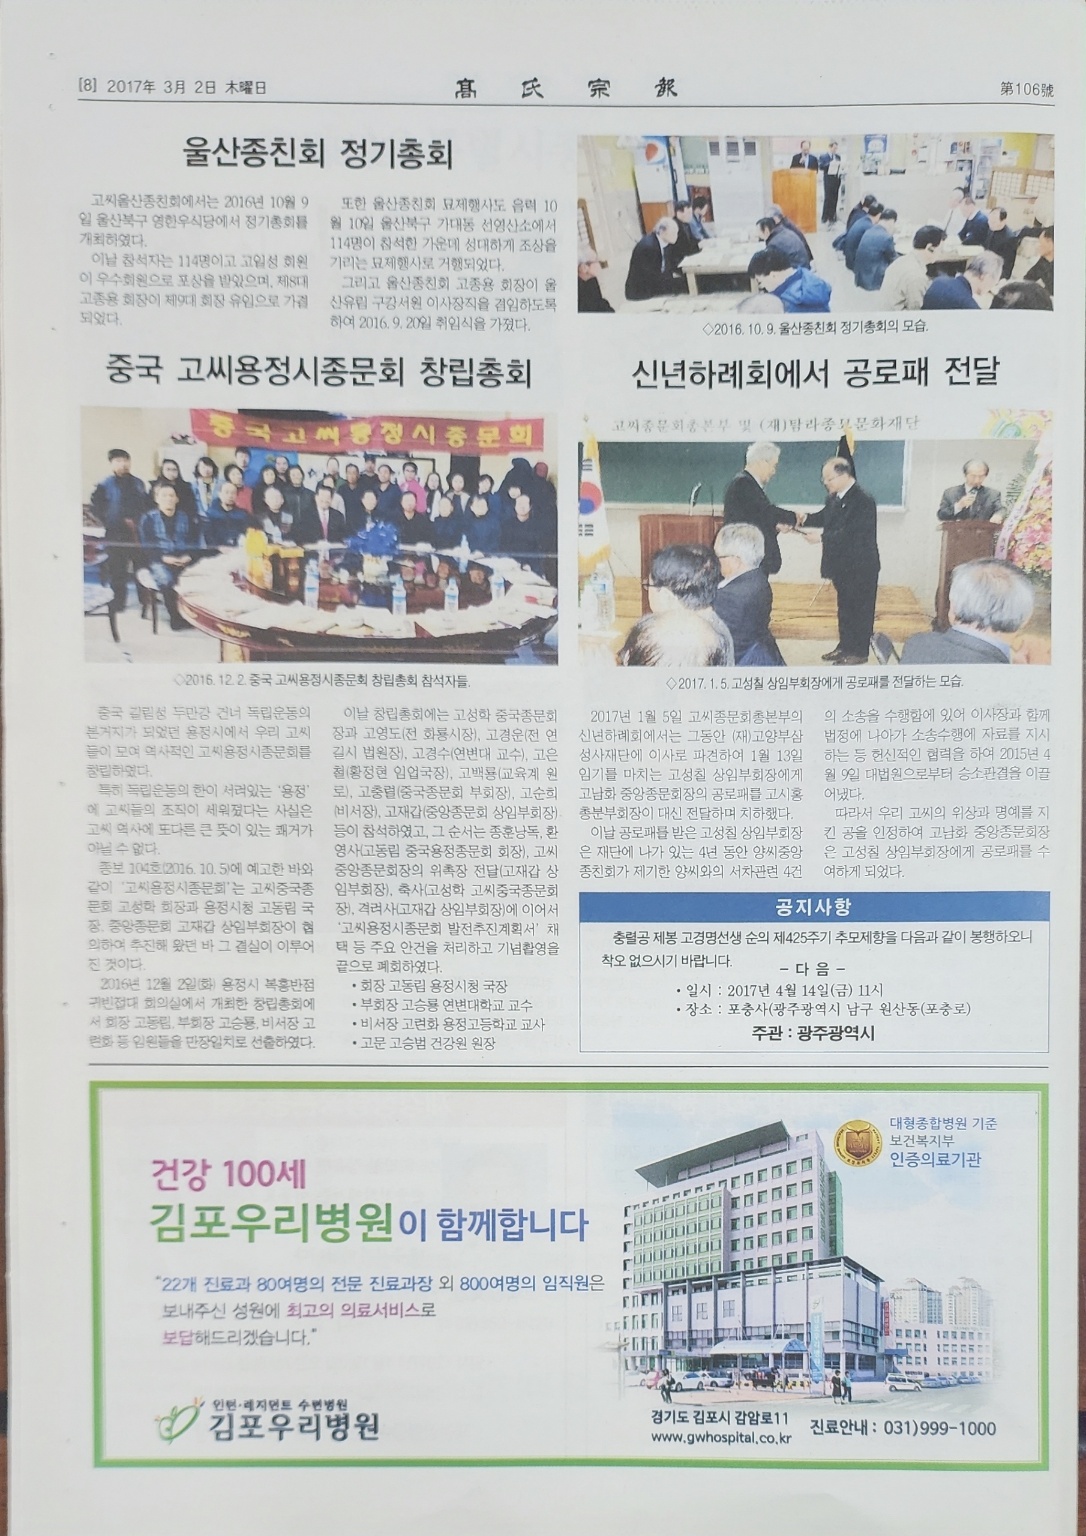 [8] 2017年 3月 2日 木曜日
高氏宗報
第106號
울산종친회 정기총회
고씨울산종친회에서는 2016년 10월 9
일 울산북구 영한우식당에서 정기총회를
개최하였다.
이날 참석자는 114명이고 고일성 회원
이 우수회원으로 포상을 받았으며, 제8대
고종용 회장이 제9대 회장 유임으로 가결
되었다.
또한 울산종친회 묘제행사도 음력 10
월 10일 울산북구 가대동 선영산소에서
114명이 참석한 가운데 성대하게 조상을
기리는 묘제행사로 거행되었다.
그리고 울산종친회 고종용 회장이 울
산유림 구강서원 이사장직을 겸임하도록
하여 2016. 9. 20일 취임식을 가졌다.
◇2016. 10. 9. 울산종친회 정기총회의 모습.
중국 고씨용정시종문회 창립총회
중국고씨용정시종문회
◇2016. 12. 2. 중국 고씨용정시종문회 창립총회 참석자들.
중국 길림성 두만강 건너 독립운동의
본거지가 되었던 용정시에서 우리 고씨
들이 모여 역사적인 고씨용정시종문회를
창립하였다.
특히 독립운동의 한이 서려있는 ‘용정’
에 고씨들의 조직이 세워졌다는 사실은
고씨 역사에 또다른 큰 뜻이 있는 쾌거가
아닐 수 없다.
종보 104호(2016. 10. 5)에 예고한 바와
같이 ‘고씨용정시종문회’는 고씨중국종
문회 고성학 회장과 용정시청 고동림 국
장, 중앙종문회 고재갑 상임부회장이 협
의하여 추진해 왔던 바 그 결실이 이루어
진 것이다.
2016년 12월 2일(화) 용정시 복흥반점
귀빈접대 회의실에서 개최한 창립총회에
서 회장 고동림, 부회장 고승룡, 비서장 고
련화 등 임원들을 만장일치로 선출하였다.
이날 창립총회에는 고성학 중국종문회
장과 고영도(전 화룡시장), 고경운(전 연
길시 법원장), 고경수(연변대 교수), 고은
철(황정현 임업국장), 고백룡(교육계 원
로), 고충렬(중국종문회 부회장), 고순희
(비서장), 고재갑(중앙종문회 상임부회장)
등이 참석하였고, 그 순서는 종훈낭독, 환
영사(고동림 중국용정종문회 회장), 고씨
중앙종문회장의 위촉장 전달(고재갑 상
임부회장), 축사(고성학 고씨중국종문회
장), 격려사(고재갑 상임부회장)에 이어서
‘고씨용정시종문회 발전추진계획서’ 채
택 등 주요 안건을 처리하고 기념촬영을
끝으로 폐회하였다.
• 회장 고동림 용정시청 국장
• 부회장 고승룡 연변대학교 교수
• 비서장 고련화 용정고등학교 교사
• 고문 고승범 건강원 원장
신년하례회에서 공로패 전달
고씨종문회총본부 및 (재)탐라종묘문화재단
◇2017. 1. 5. 고성칠 상임부회장에게 공로패를 전달하는 모습.
2017년 1월 5일 고씨종문회총본부의
신년하례회에서는 그동안 (재)고양부삼
성사재단에 이사로 파견하여 1월 13일
임기를 마치는 고성칠 상임부회장에게
고남화 중앙종문회장의 공로패를 고시홍
총본부회장이 대신 전달하며 치하했다.
이날 공로패를 받은 고성칠 상임부회장
은 재단에 나가 있는 4년 동안 양씨중앙
종친회가 제기한 양씨와의 서차관련 4건
의 소송을 수행함에 있어 이사장과 함께
법정에 나아가 소송수행에 자료를 지시
하는 등 헌신적인 협력을 하여 2015년 4
월 9일 대법원으로부터 승소판결을 이끌
어냈다.
따라서 우리 고씨의 위상과 명예를 지
킨 공을 인정하여 고남화 중앙종문회장
은 고성칠 상임부회장에게 공로패를 수
여하게 되었다.
공지사항
충렬공 제봉 고경명선생 순의 제425주기 추모제향을 다음과 같이 봉행하오니
착오 없으시기 바랍니다.
- 다 음 -
• 일시 : 2017년 4월 14일(금) 11시
• 장소 : 포충사(광주광역시 남구 원산동(포충로)
주관 : 광주광역시
대형종합병원 기준
보건복지부
인증의료기관
건강 100세
김포우리병원이 함께합니다
"22개 진료과 80여명의 전문 진료과장 외 800여명의 임직원은
보내주신 성원에 최고의 의료서비스로
보답해드리겠습니다."
인턴·레지던트 수련병원
김포우리병원
경기도 김포시 감암로11
www.gwhospital.co.kr
진료안내 : 031)999-1000